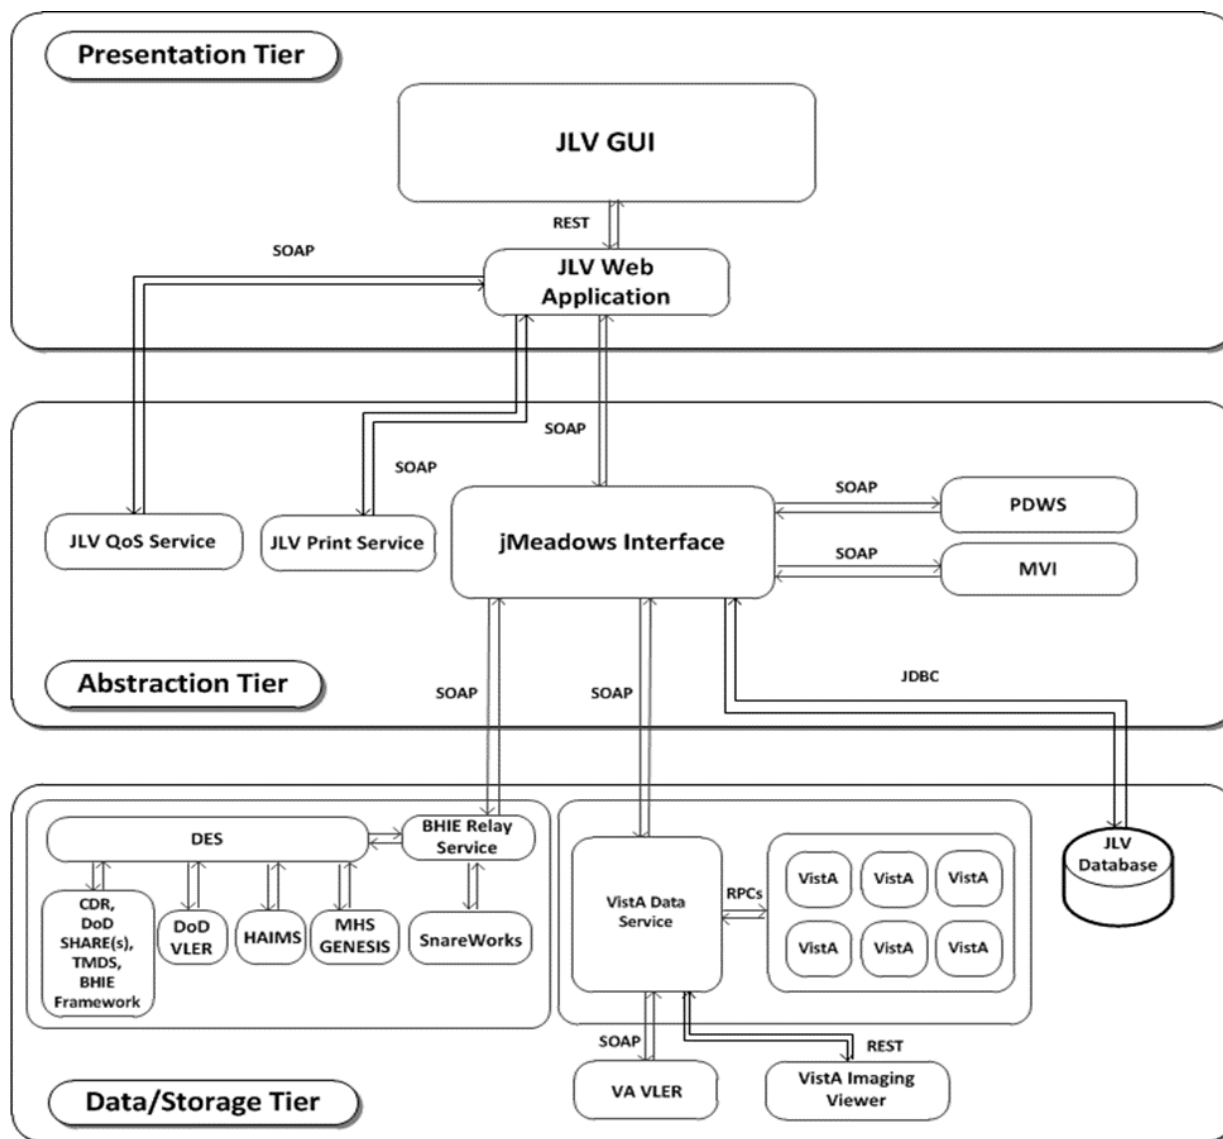 Presentation Tier
JLV GUI
REST
SOAP
JLV Web
Application
SOAP
SOAP
SOAP
PDWS
JLV QoS Service
JLV Print Service
jMeadows Interface
SOAP
MVI
Abstraction Tier
SOAP
SOAP
JDBC
DES
BHIE Relay
Service
JLV
Database
CDR,
DoD
SHARE(s),
TMDS,
BHIE
Framework
DoD
VLER
HAIMS
MHS
GENESIS
SnareWorks
VistA Data
Service
RPCs
VistA
VistA
VistA
VistA
VistA
VistA
SOAP
REST
VA VLER
VistA Imaging
Viewer
Data/Storage Tier